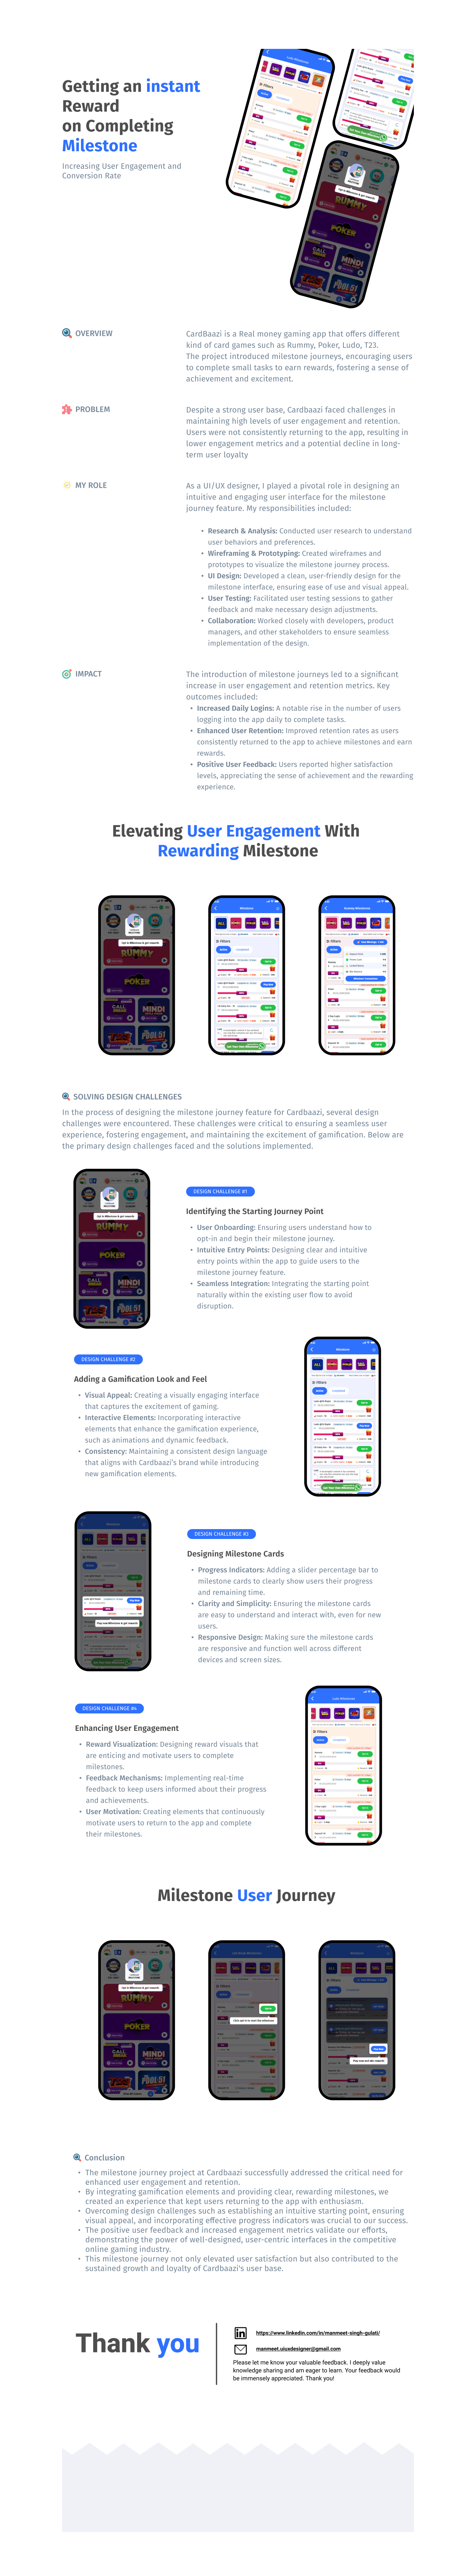 Getting an instant
Reward
on Completing
Milestone
Increasing User Engagement and
Conversion Rate
RUMMY
POKER
CALL BREAK
MINDI
POOL 51
OVERVIEW
CardBaazi is a Real money gaming app that offers different
kind of card games such as Rummy, Poker, Ludo, T23.
The project introduced milestone journeys, encouraging users
to complete small tasks to earn rewards, fostering a sense of
achievement and excitement.
PROBLEM
Despite a strong user base, Cardbaazi faced challenges in
maintaining high levels of user engagement and retention.
Users were not consistently returning to the app, resulting in
lower engagement metrics and a potential decline in long-
term user loyalty
MY ROLE
As a UI/UX designer, I played a pivotal role in designing an
intuitive and engaging user interface for the milestone
journey feature. My responsibilities included:
• Research & Analysis: Conducted user research to understand
user behaviors and preferences.
• Wireframing & Prototyping: Created wireframes and
prototypes to visualize the milestone journey process.
• UI Design: Developed a clean, user-friendly design for the
milestone interface, ensuring ease of use and visual appeal.
• User Testing: Facilitated user testing sessions to gather
feedback and make necessary design adjustments.
• Collaboration: Worked closely with developers, product
managers, and other stakeholders to ensure seamless
implementation of the design.
IMPACT
The introduction of milestone journeys led to a significant
increase in user engagement and retention metrics. Key
outcomes included:
• Increased Daily Logins: A notable rise in the number of users
logging into the app daily to complete tasks.
• Enhanced User Retention: Improved retention rates as users
consistently returned to the app to achieve milestones and earn
rewards.
• Positive User Feedback: Users reported higher satisfaction
levels, appreciating the sense of achievement and the rewarding
experience.
Elevating User Engagement With
Rewarding Milestone
RUMMY
POKER
CALL BREAK
MINDI
POOL 51
Filters
Filters
SOLVING DESIGN CHALLENGES
In the process of designing the milestone journey feature for Cardbaazi, several design
challenges were encountered. These challenges were critical to ensuring a seamless user
experience, fostering engagement, and maintaining the excitement of gamification. Below are
the primary design challenges faced and the solutions implemented.
RUMMY
POKER
CALL BREAK
MINDI
POOL 51
DESIGN CHALLENGE #1
Identifying the Starting Journey Point
• User Onboarding: Ensuring users understand how to
opt-in and begin their milestone journey.
• Intuitive Entry Points: Designing clear and intuitive
entry points within the app to guide users to the
milestone journey feature.
• Seamless Integration: Integrating the starting point
naturally within the existing user flow to avoid
disruption.
DESIGN CHALLENGE #2
Adding a Gamification Look and Feel
• Visual Appeal: Creating a visually engaging interface
that captures the excitement of gaming.
• Interactive Elements: Incorporating interactive
elements that enhance the gamification experience,
such as animations and dynamic feedback.
• Consistency: Maintaining a consistent design language
that aligns with Cardbaazi's brand while introducing
new gamification elements.
DESIGN CHALLENGE #3
Designing Milestone Cards
• Progress Indicators: Adding a slider percentage bar to
milestone cards to clearly show users their progress
and remaining time.
• Clarity and Simplicity: Ensuring the milestone cards
are easy to understand and interact with, even for new
users.
• Responsive Design: Making sure the milestone cards
are responsive and function well across different
devices and screen sizes.
DESIGN CHALLENGE #4
Enhancing User Engagement
• Reward Visualization: Designing reward visuals that
are enticing and motivate users to complete
milestones.
• Feedback Mechanisms: Implementing real-time
feedback to keep users informed about their progress
and achievements.
• User Motivation: Creating elements that continuously
motivate users to return to the app and complete
their milestones.
Milestone User Journey
RUMMY
POKER
CALL BREAK
MINDI
POOL 51
Conclusion
• The milestone journey project at Cardbaazi successfully addressed the critical need for
enhanced user engagement and retention.
• By integrating gamification elements and providing clear, rewarding milestones, we
created an experience that kept users returning to the app with enthusiasm.
• Overcoming design challenges such as establishing an intuitive starting point, ensuring
visual appeal, and incorporating effective progress indicators was crucial to our success.
• The positive user feedback and increased engagement metrics validate our efforts,
demonstrating the power of well-designed, user-centric interfaces in the competitive
online gaming industry.
• This milestone journey not only elevated user satisfaction but also contributed to the
sustained growth and loyalty of Cardbaazi's user base.
Thank you
https://www.linkedin.com/in/manmeet-singh-gulati/
manmeet.uiuxdesigner@gmail.com
Please let me know your valuable feedback. I deeply value
knowledge sharing and am eager to learn. Your feedback would
be immensely appreciated. Thank you!